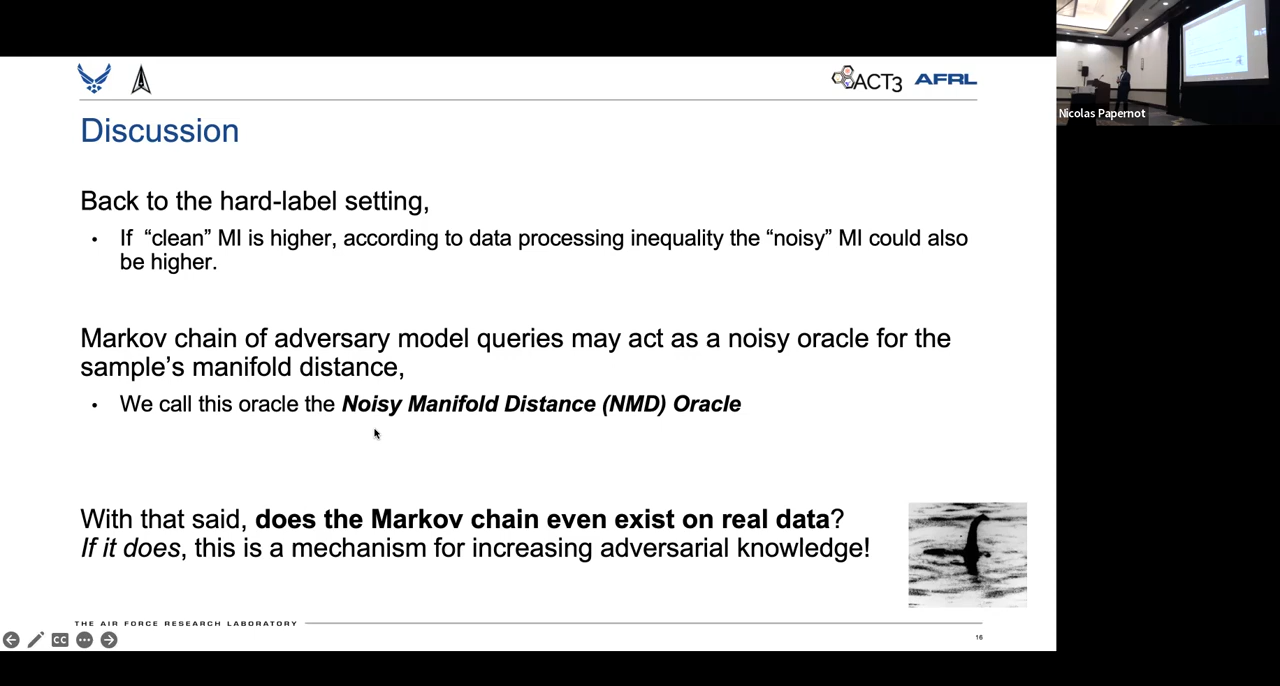 ACT3 AFRL
Nicolas Papernot
Discussion
Back to the hard-label setting,
• If “clean” MI is higher, according to data processing inequality the “noisy” MI could also
be higher.
Markov chain of adversary model queries may act as a noisy oracle for the
sample’s manifold distance,
• We call this oracle the Noisy Manifold Distance (NMD) Oracle
With that said, does the Markov chain even exist on real data?
If it does, this is a mechanism for increasing adversarial knowledge!
THE AIR FORCE RESEARCH LABORATORY
16
CC